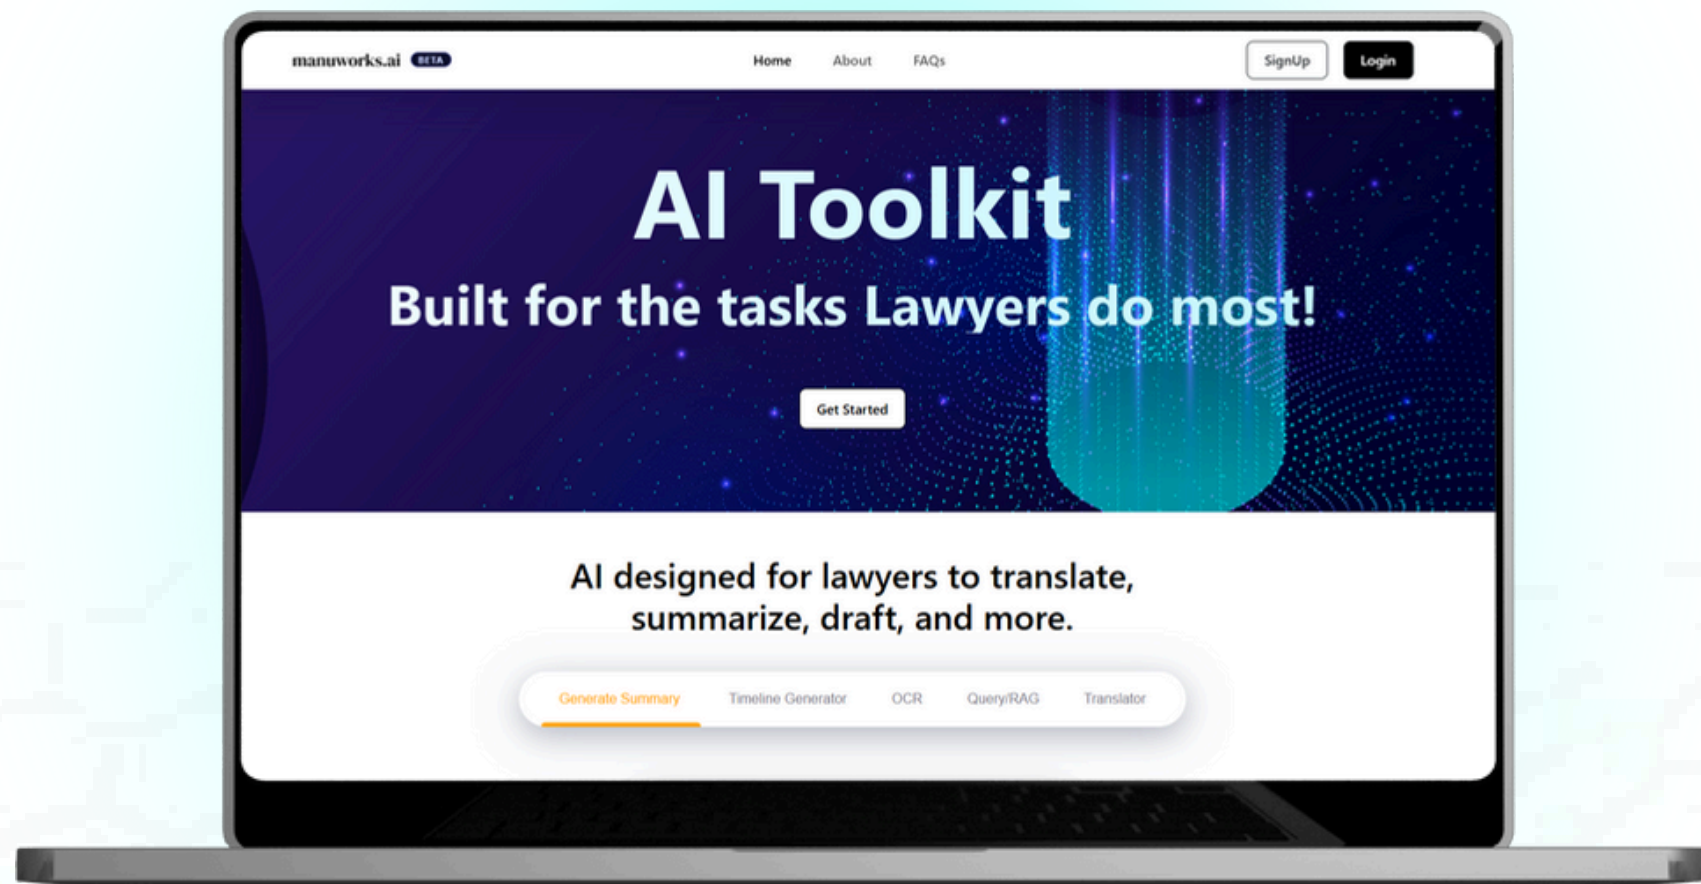 manuworks.ai BETA
Home About FAQs
SignUp Login
AI Toolkit
Built for the tasks Lawyers do most!
Get Started
AI designed for lawyers to translate,
summarize, draft, and more.
Generate Summary Timeline Generator OCR Query/RAG Translator